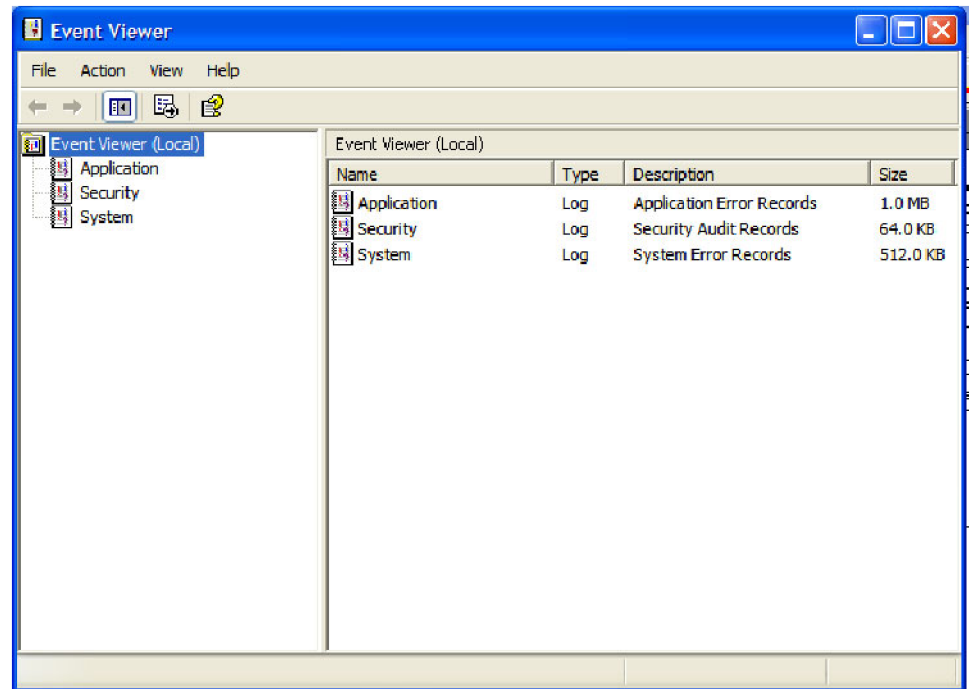 Event Viewer
File Action View Help
Event Viewer (Local)
Application
Security
System
Event Viewer (Local)
Name Type Description Size
Application Log Application Error Records 1.0 MB
Security Log Security Audit Records 64.0 KB
System Log System Error Records 512.0 KB